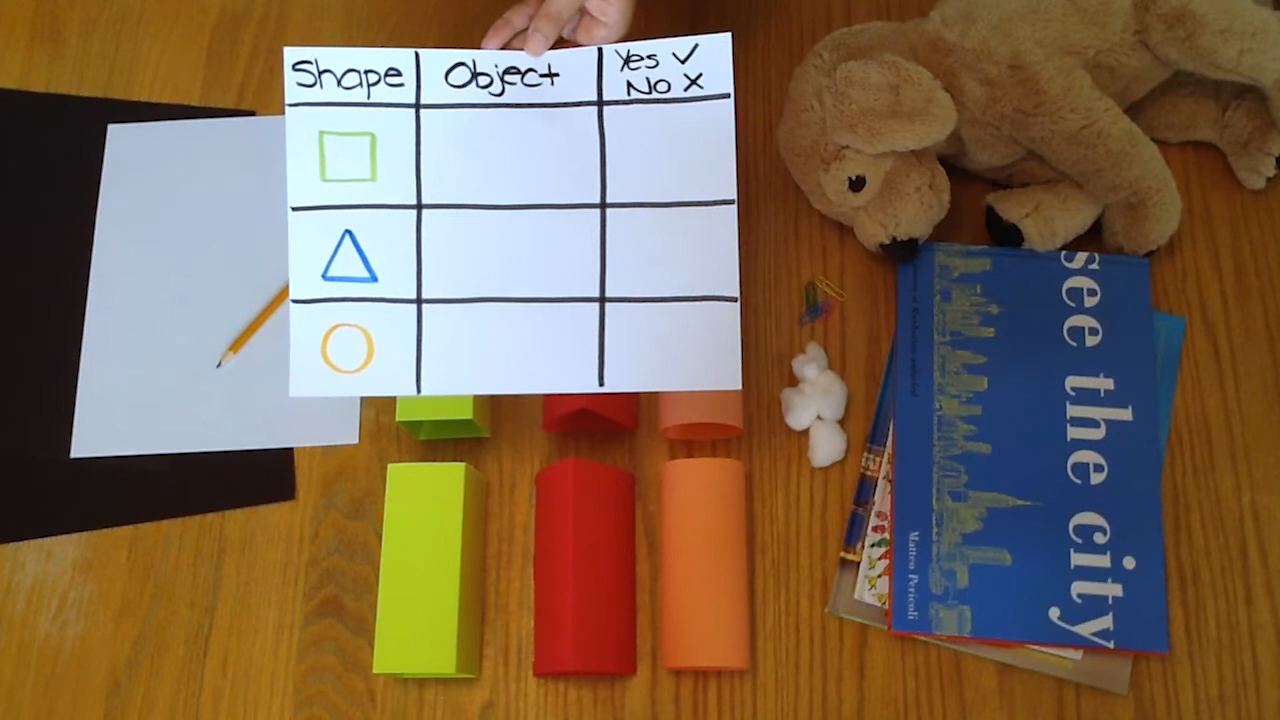 Shape Object Yes ✓
No ✗
see the city
Matteo Pericoli